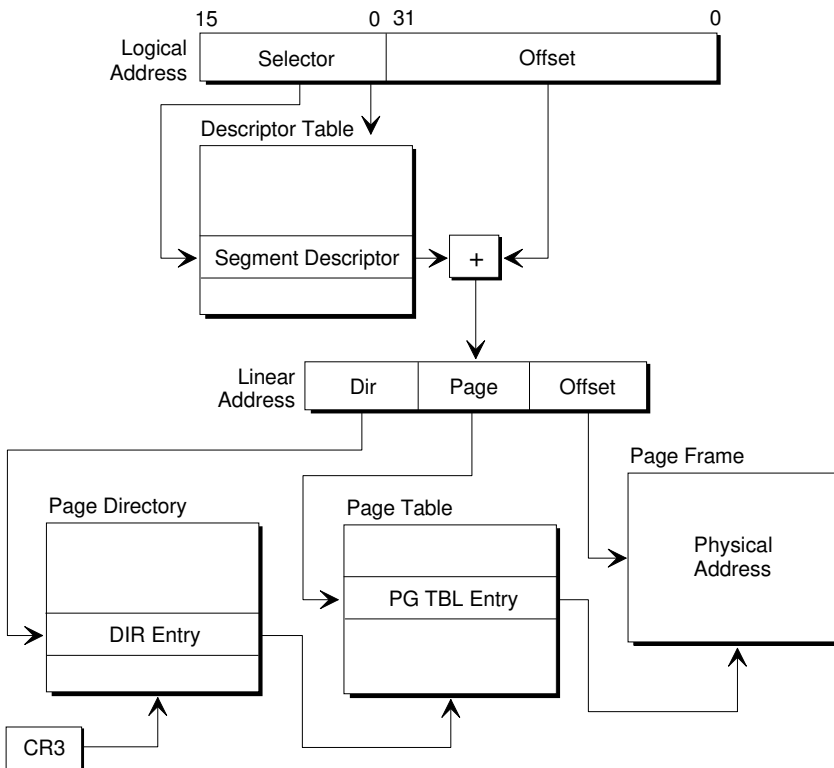 15 0 31 0
Logical
Address
Selector
Offset
Descriptor Table
Segment Descriptor
+
Linear
Address
Dir
Page
Offset
Page Frame
Physical
Address
Page Directory
DIR Entry
Page Table
PG TBL Entry
CR3